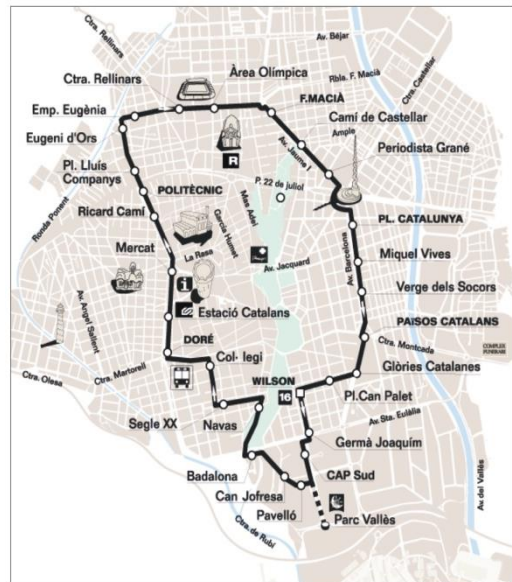 Ctra. Rellinars
Av. Béjar
Àrea Olímpica
Ctra. Rellinars
Rbla. F. Macià
Ctra. Castellar
Emp. Eugènia
F.MACIÀ
Camí de Castellar
Ample
Eugeni d'Ors
Av. Jaume I
Periodista Grané
R
Pl. Lluís
Companys
POLITÈCNIC
P. 22 de juliol
Ronda Ponent
Ricard Camí
Mas Adei
PL. CATALUNYA
Garcia Humet
Mercat
La Rasa
Av. Barcelona
Miquel Vives
Av. Jacquard
i
Verge dels Socors
Av. Angel Sallent
Estació Catalans
PAÏSOS CATALANS
DORÉ
Ctra. Montcada
COMPLEX
FUNERARI
Col·legi
Ctra. Martorell
Glòries Catalanes
Ctra. Olesa
WILSON
16
Pl.Can Palet
Av. Sta. Eulàlia
Segle XX
Navas
Germà Joaquím
Badalona
CAP Sud
Can Jofresa
Av. del Vallès
Pavelló
Parc Vallès
Ctra. de Rubí